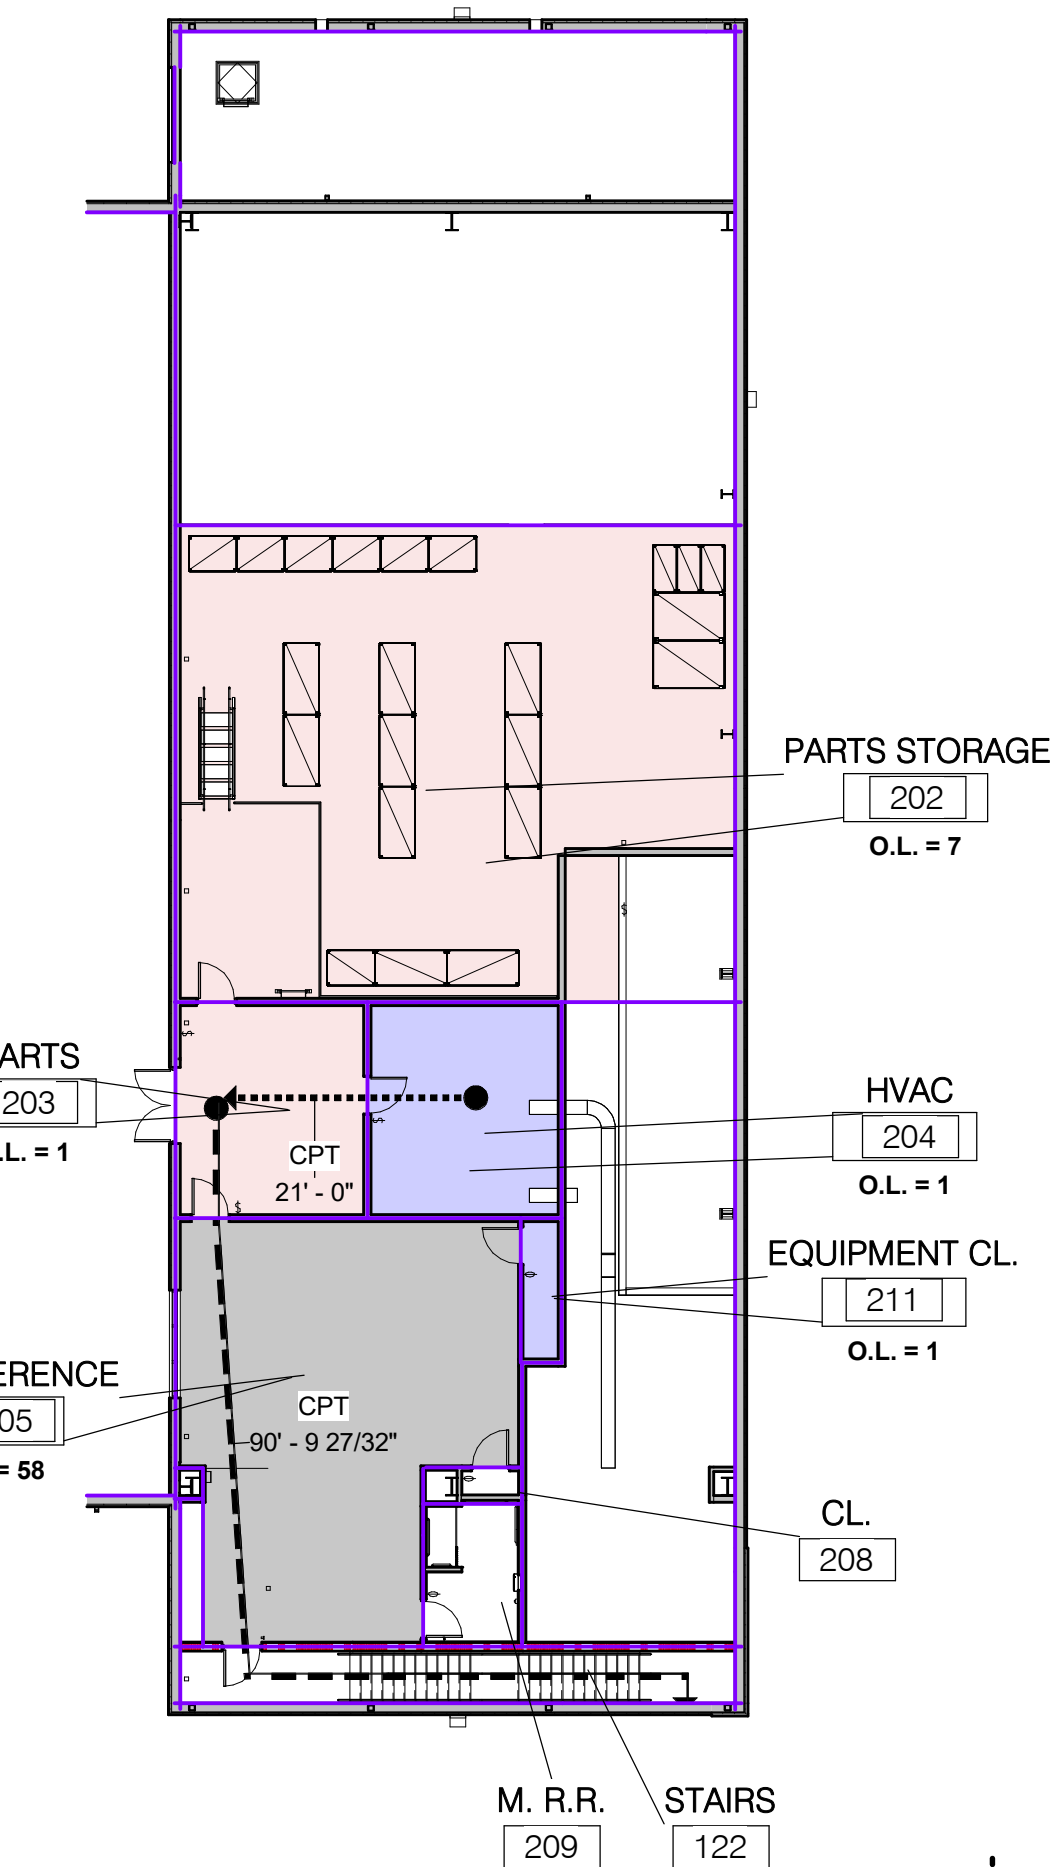 PARTS STORAGE
202
O.L. = 7
ARTS
203
.L. = 1
CPT
21' - 0"
HVAC
204
O.L. = 1
EQUIPMENT CL.
211
O.L. = 1
ERENCE
05
= 58
CPT
90' - 9 27/32"
CL.
208
M. R.R.
209
STAIRS
122